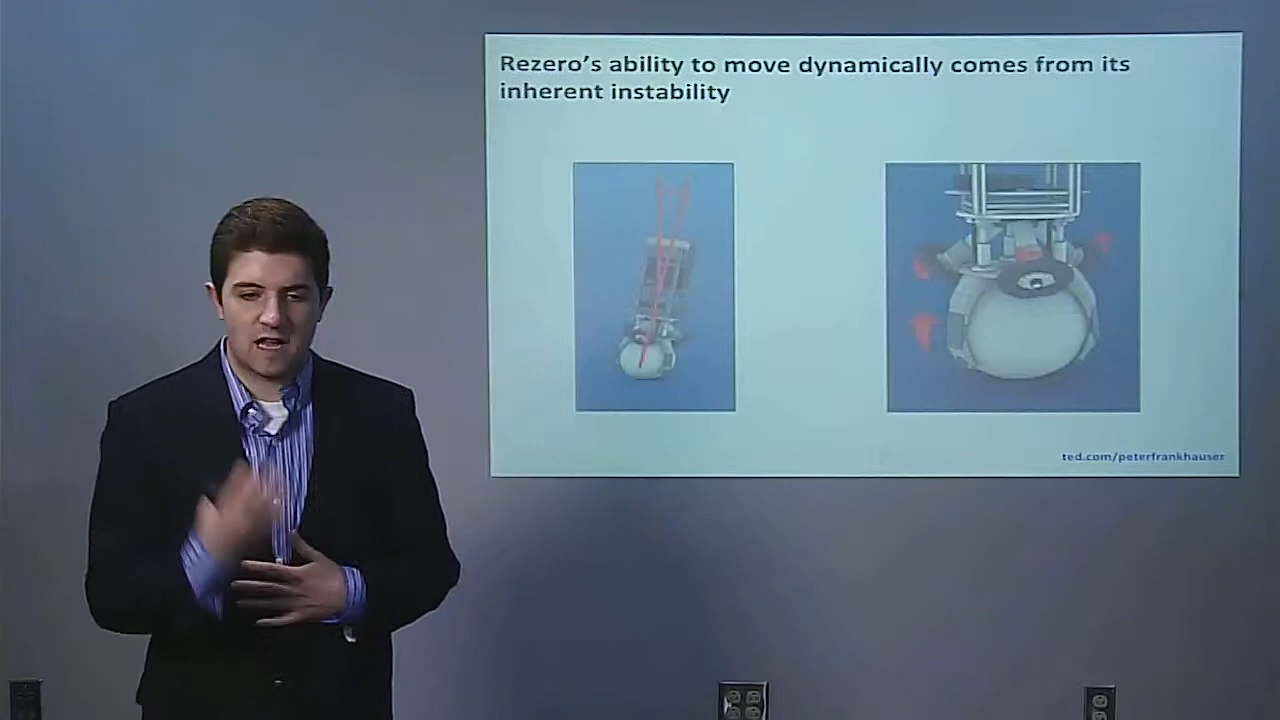 Rezero's ability to move dynamically comes from its
inherent instability
ted.com/peterfrankhauser